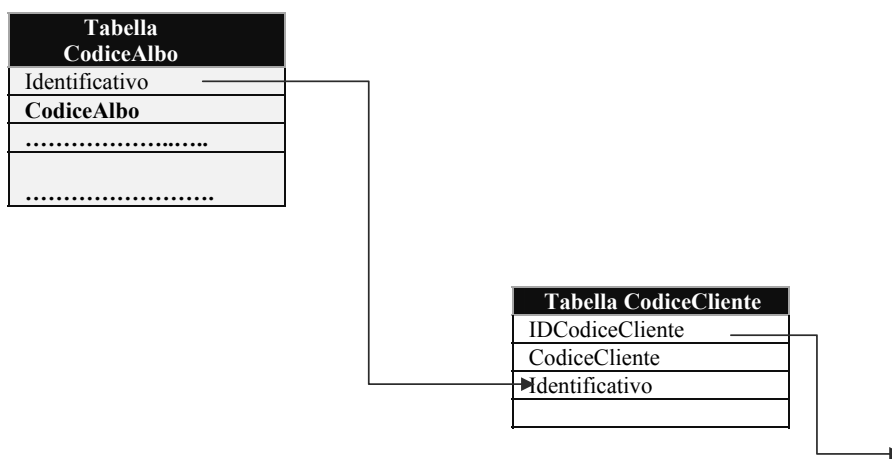 Tabella
CodiceAlbo
Identificativo
CodiceAlbo
………………..…..
…………………….
Tabella CodiceCliente
IDCodiceCliente
CodiceCliente
Identificativo